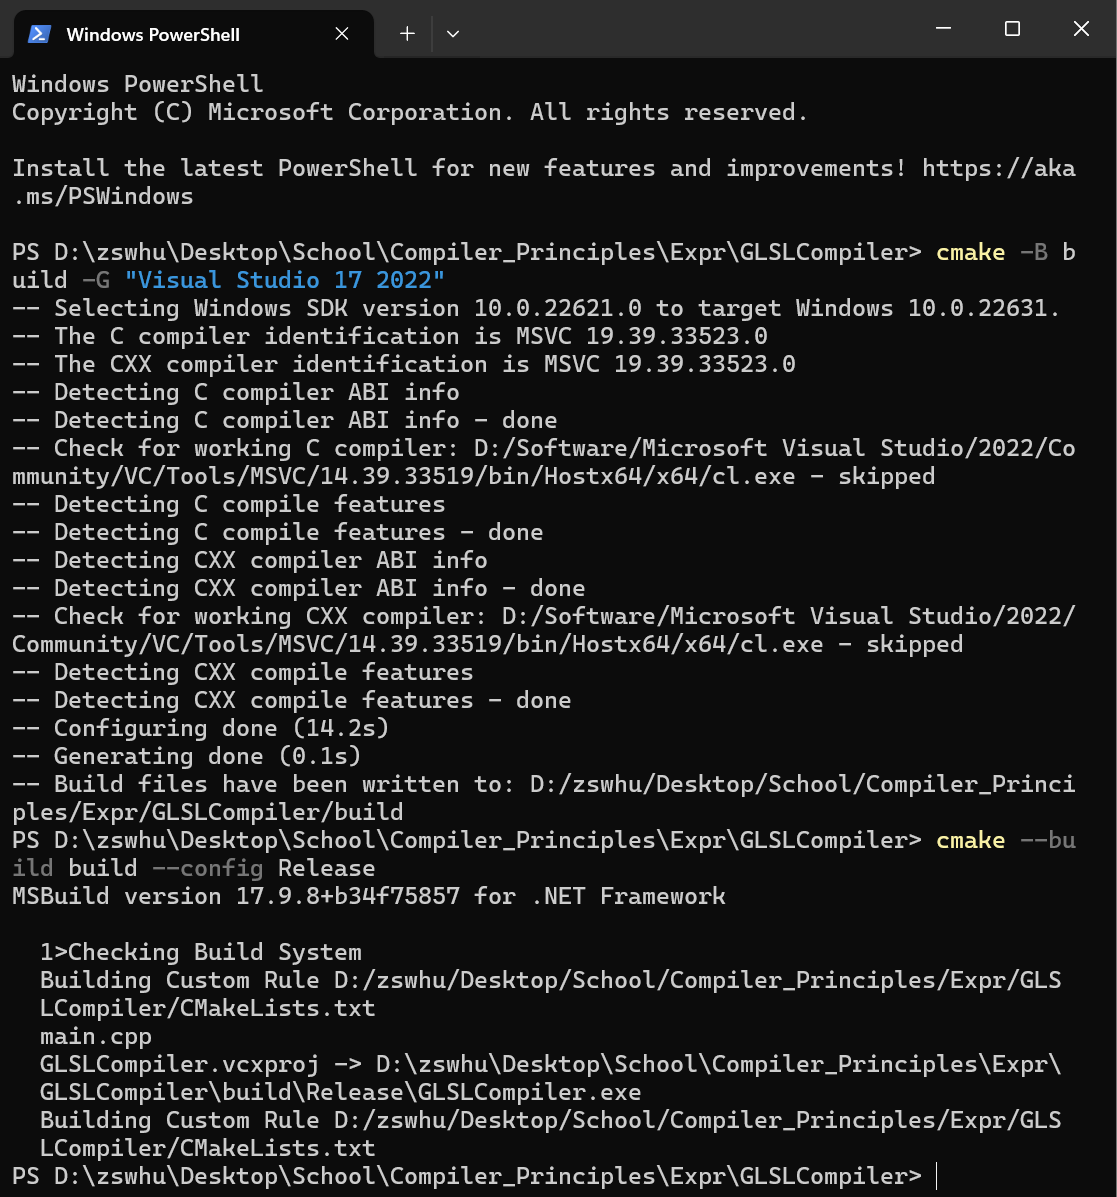 Windows PowerShell
Windows PowerShell
Copyright (C) Microsoft Corporation. All rights reserved.
Install the latest PowerShell for new features and improvements! https://aka
.ms/PSWindows
PS D:\zswhu\Desktop\School\Compiler_Principles\Expr\GLSLCompiler> cmake -B b
uild -G "Visual Studio 17 2022"
-- Selecting Windows SDK version 10.0.22621.0 to target Windows 10.0.22631.
-- The C compiler identification is MSVC 19.39.33523.0
-- The CXX compiler identification is MSVC 19.39.33523.0
-- Detecting C compiler ABI info
-- Detecting C compiler ABI info - done
-- Check for working C compiler: D:/Software/Microsoft Visual Studio/2022/Co
mmunity/VC/Tools/MSVC/14.39.33519/bin/Hostx64/x64/cl.exe - skipped
-- Detecting C compile features
-- Detecting C compile features - done
-- Detecting CXX compiler ABI info
-- Detecting CXX compiler ABI info - done
-- Check for working CXX compiler: D:/Software/Microsoft Visual Studio/2022/
Community/VC/Tools/MSVC/14.39.33519/bin/Hostx64/x64/cl.exe - skipped
-- Detecting CXX compile features
-- Detecting CXX compile features - done
-- Configuring done (14.2s)
-- Generating done (0.1s)
-- Build files have been written to: D:/zswhu/Desktop/School/Compiler_Princi
ples/Expr/GLSLCompiler/build
PS D:\zswhu\Desktop\School\Compiler_Principles\Expr\GLSLCompiler> cmake --bu
ild build --config Release
MSBuild version 17.9.8+b34f75857 for .NET Framework
1>Checking Build System
Building Custom Rule D:/zswhu/Desktop/School/Compiler_Principles/Expr/GLS
LCompiler/CMakeLists.txt
main.cpp
GLSLCompiler.vcxproj -> D:\zswhu\Desktop\School\Compiler_Principles\Expr\
GLSLCompiler\build\Release\GLSLCompiler.exe
Building Custom Rule D:/zswhu/Desktop/School/Compiler_Principles/Expr/GLS
LCompiler/CMakeLists.txt
PS D:\zswhu\Desktop\School\Compiler_Principles\Expr\GLSLCompiler>